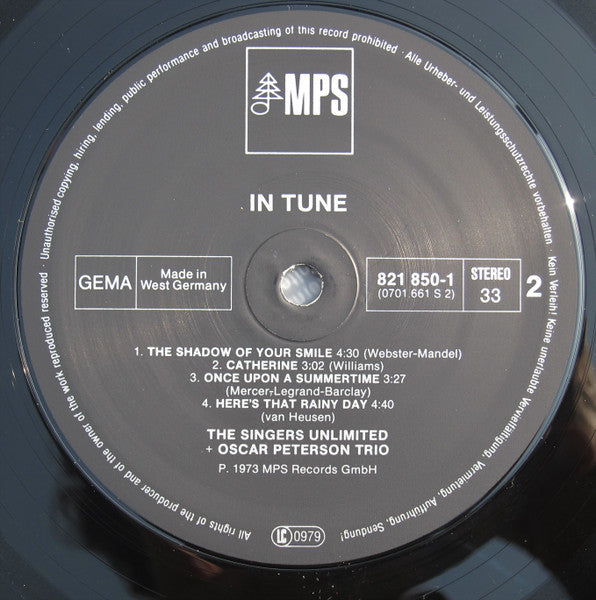 All rights of the producer and of the owner of the work reproduced reserved · Unauthorised copying, hiring, lending, public performance and broadcasting of this record prohibited · Alle Urheber- und Leistungsschutzrechte vorbehalten · Kein Verleih! Keine unerlaubte Vervielfältigung, Vermietung, Aufführung, Sendung!
MPS
IN TUNE
GEMA
Made in
West Germany
821 850-1
(0701.661 S 2)
STEREO
33
2
1. THE SHADOW OF YOUR SMILE 4:30 (Webster-Mandel)
2. CATHERINE 3:02 (Williams)
3. ONCE UPON A SUMMERTIME 3:27
(Mercer-Legrand-Barclay)
4. HERE'S THAT RAINY DAY 4:40
(van Heusen)
THE SINGERS UNLIMITED
+ OSCAR PETERSON TRIO
P. 1973 MPS Records GmbH
LC 0979